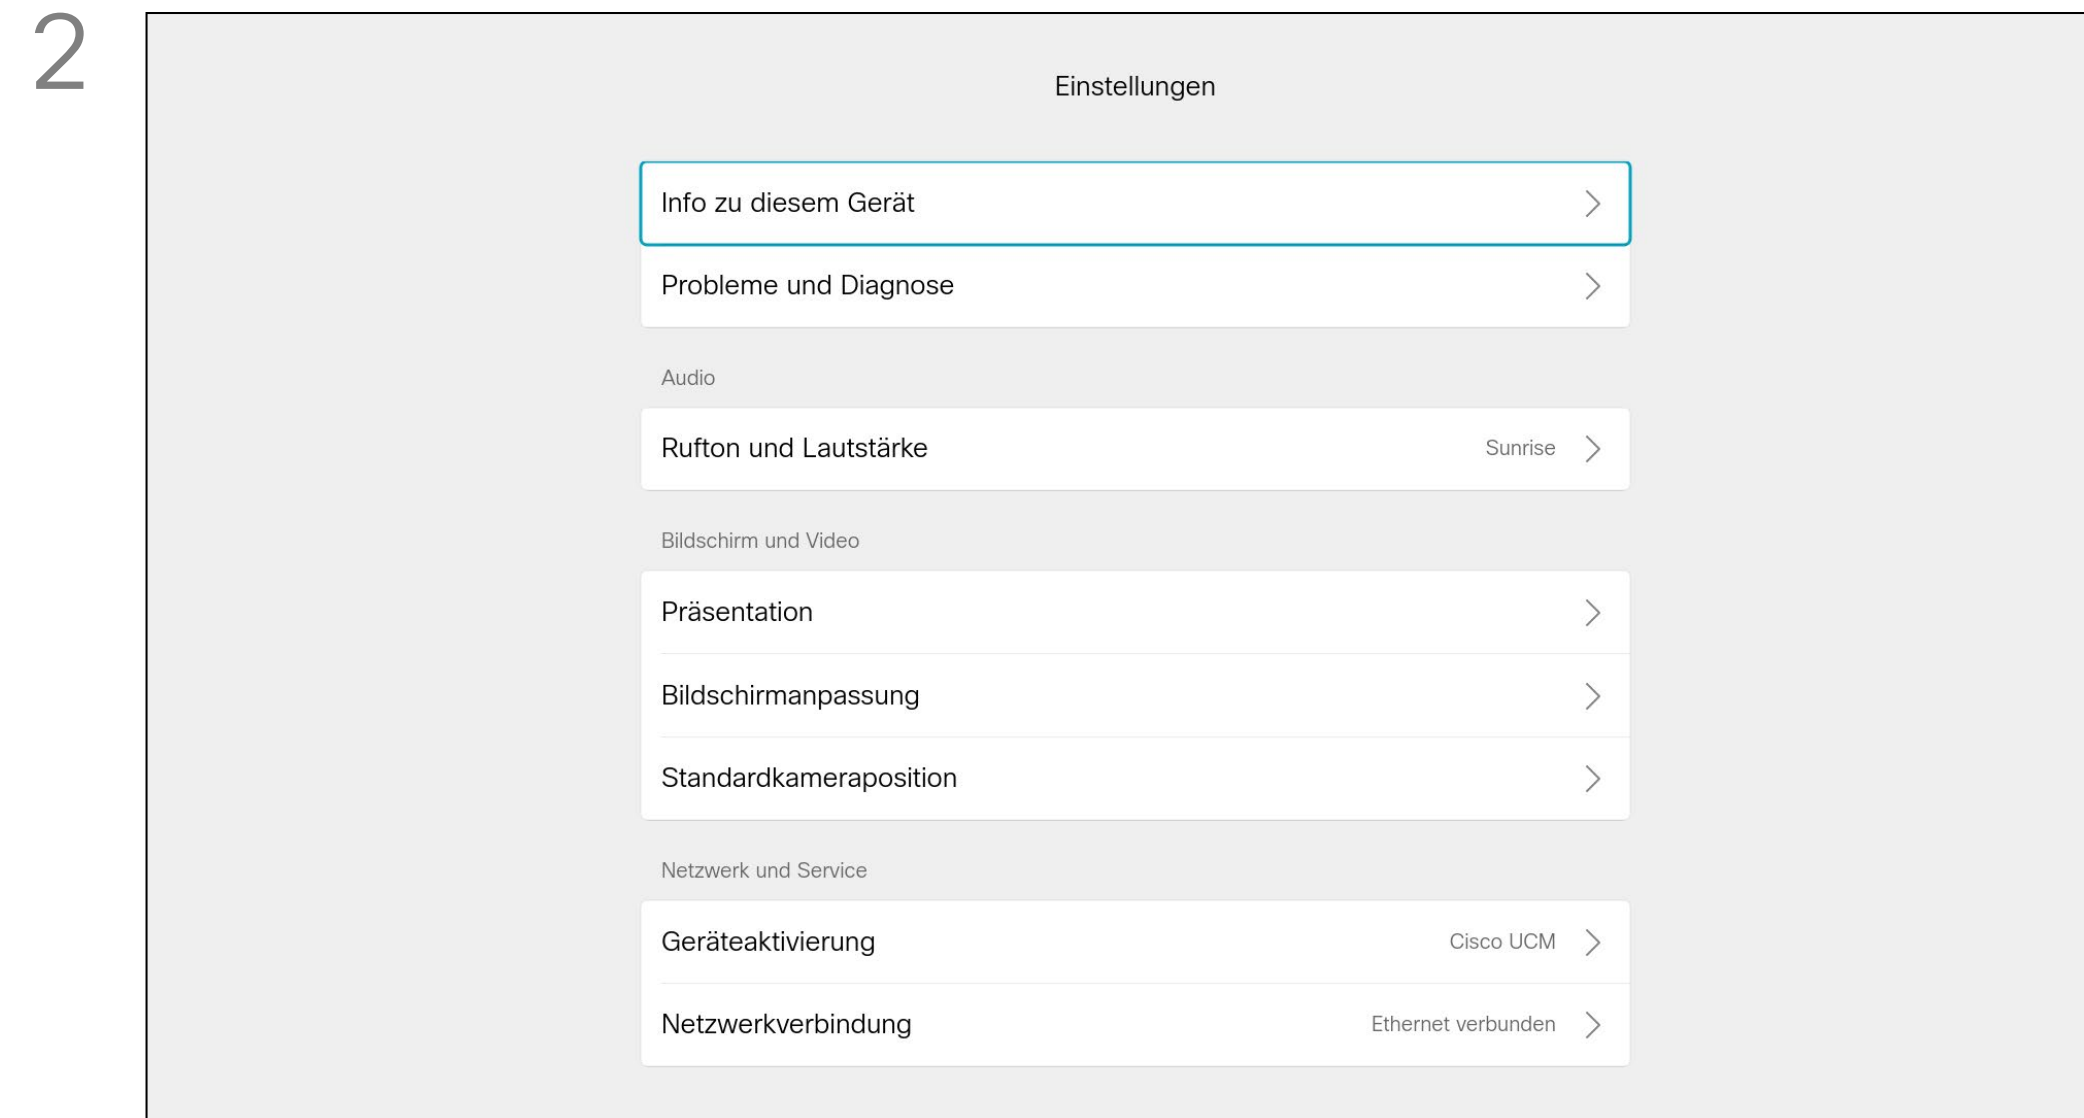 2
Einstellungen
Info zu diesem Gerät
Probleme und Diagnose
Audio
Rufton und Lautstärke Sunrise
Bildschirm und Video
Präsentation
Bildschirmanpassung
Standardkameraposition
Netzwerk und Service
Geräteaktivierung Cisco UCM
Netzwerkverbindung Ethernet verbunden